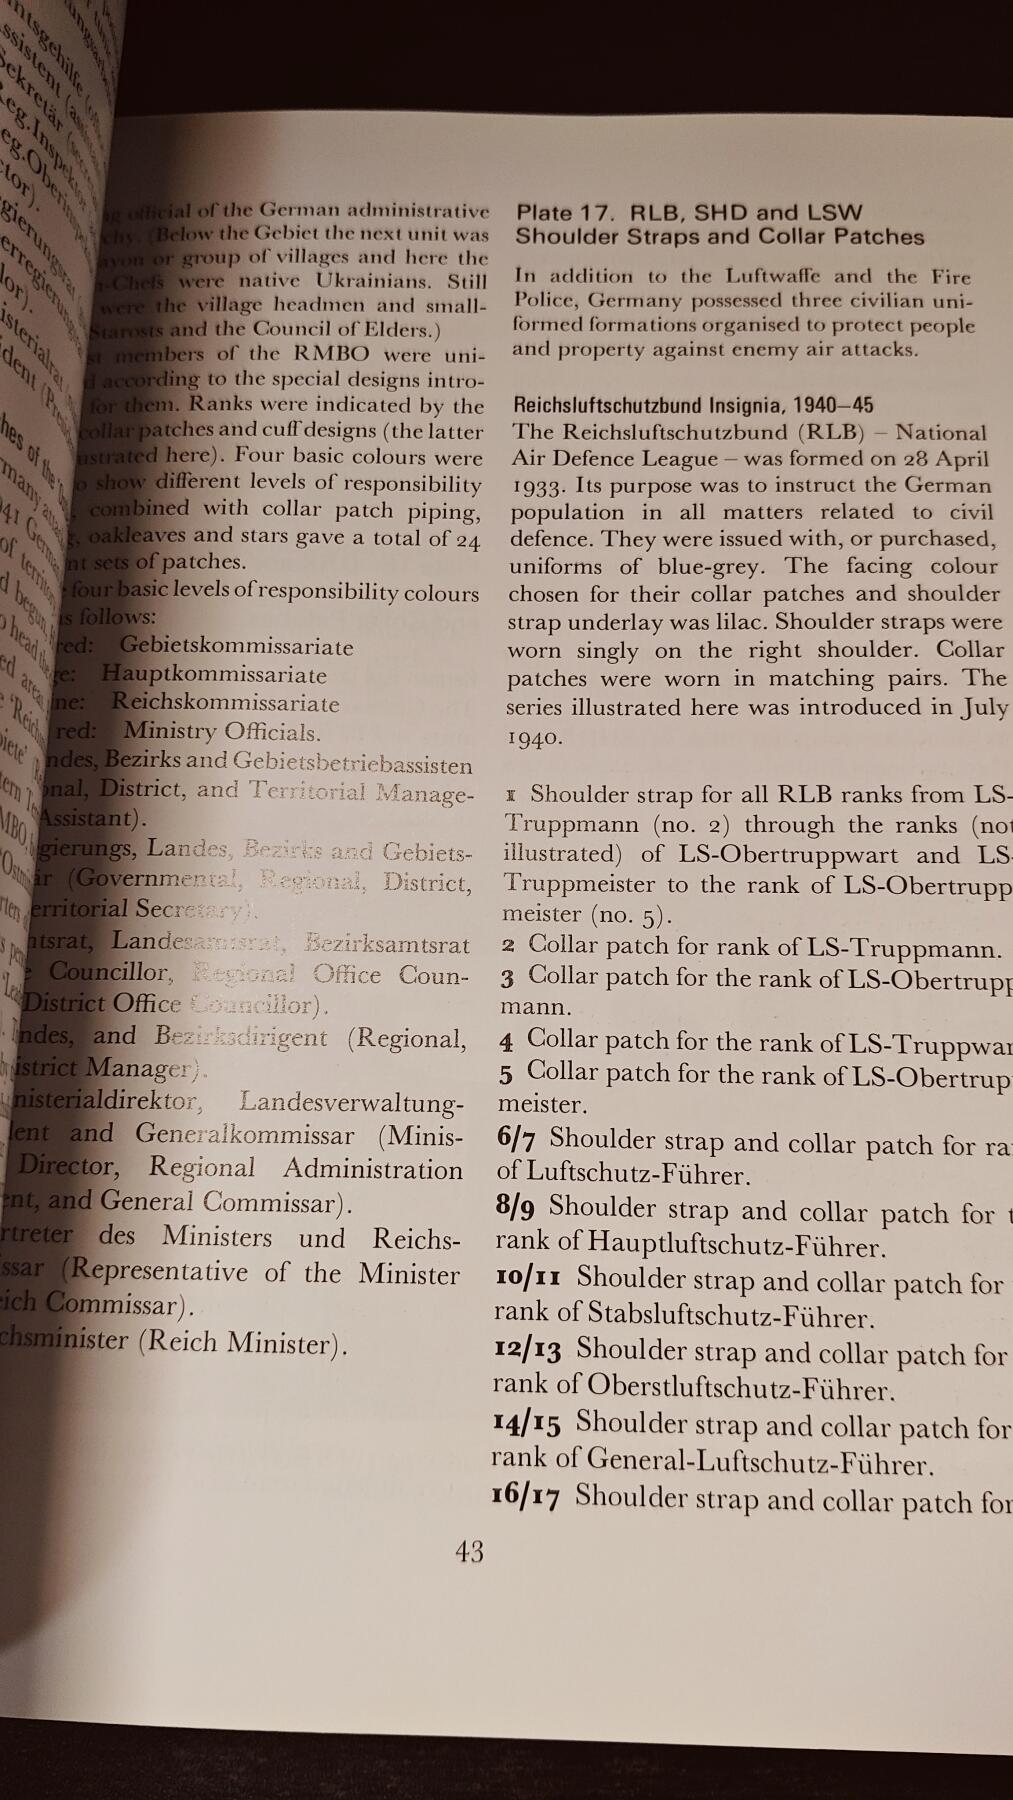 official of the German administrative
(Below the Gebiet the next unit was
or group of villages and here the
were native Ukrainians. Still
were the village headmen and small-
Starosts and the Council of Elders.)
members of the RMBO were uni-
according to the special designs intro-
for them. Ranks were indicated by the
collar patches and cuff designs (the latter
here). Four basic colours were
show different levels of responsibility
combined with collar patch piping,
oakleaves and stars gave a total of 24
sets of patches.
four basic levels of responsibility colours
follows:
red: Gebietskommissariate
Hauptkommissariate
Reichskommissariate
red: Ministry Officials.
Bezirks and Gebietsbetriebassisten
District, and Territorial Manage-
Assistant).
Landes, Bezirks and Gebiets-
(Governmental, Regional, District,
Secretary).
Landesamtsrat, Bezirksamtsrat
Councillor, Regional Office Coun-
District Office Councillor).
and Bezirksdirigent (Regional,
Manager).
Landesverwaltung-
and Generalkommissar (Minis-
Director, Regional Administration
and General Commissar).
des Ministers und Reichs-
(Representative of the Minister
Commissar).
(Reich Minister).
Plate 17. RLB, SHD and LSW
Shoulder Straps and Collar Patches
In addition to the Luftwaffe and the Fire
Police, Germany possessed three civilian uni-
formed formations organised to protect people
and property against enemy air attacks.
Reichsluftschutzbund Insignia, 1940–45
The Reichsluftschutzbund (RLB) – National
Air Defence League – was formed on 28 April
1933. Its purpose was to instruct the German
population in all matters related to civil
defence. They were issued with, or purchased,
uniforms of blue-grey. The facing colour
chosen for their collar patches and shoulder
strap underlay was lilac. Shoulder straps were
worn singly on the right shoulder. Collar
patches were worn in matching pairs. The
series illustrated here was introduced in July
1940.
1 Shoulder strap for all RLB ranks from LS-
Truppmann (no. 2) through the ranks (not
illustrated) of LS-Obertruppwart and LS-
Truppmeister to the rank of LS-Obertrupp
meister (no. 5).
2 Collar patch for rank of LS-Truppmann.
3 Collar patch for the rank of LS-Obertrupp
mann.
4 Collar patch for the rank of LS-Truppwar
5 Collar patch for the rank of LS-Obertrup
meister.
6/7 Shoulder strap and collar patch for ra
of Luftschutz-Führer.
8/9 Shoulder strap and collar patch for t
rank of Hauptluftschutz-Führer.
10/11 Shoulder strap and collar patch for
rank of Stabsluftschutz-Führer.
12/13 Shoulder strap and collar patch for
rank of Oberstluftschutz-Führer.
14/15 Shoulder strap and collar patch for
rank of General-Luftschutz-Führer.
16/17 Shoulder strap and collar patch for
43